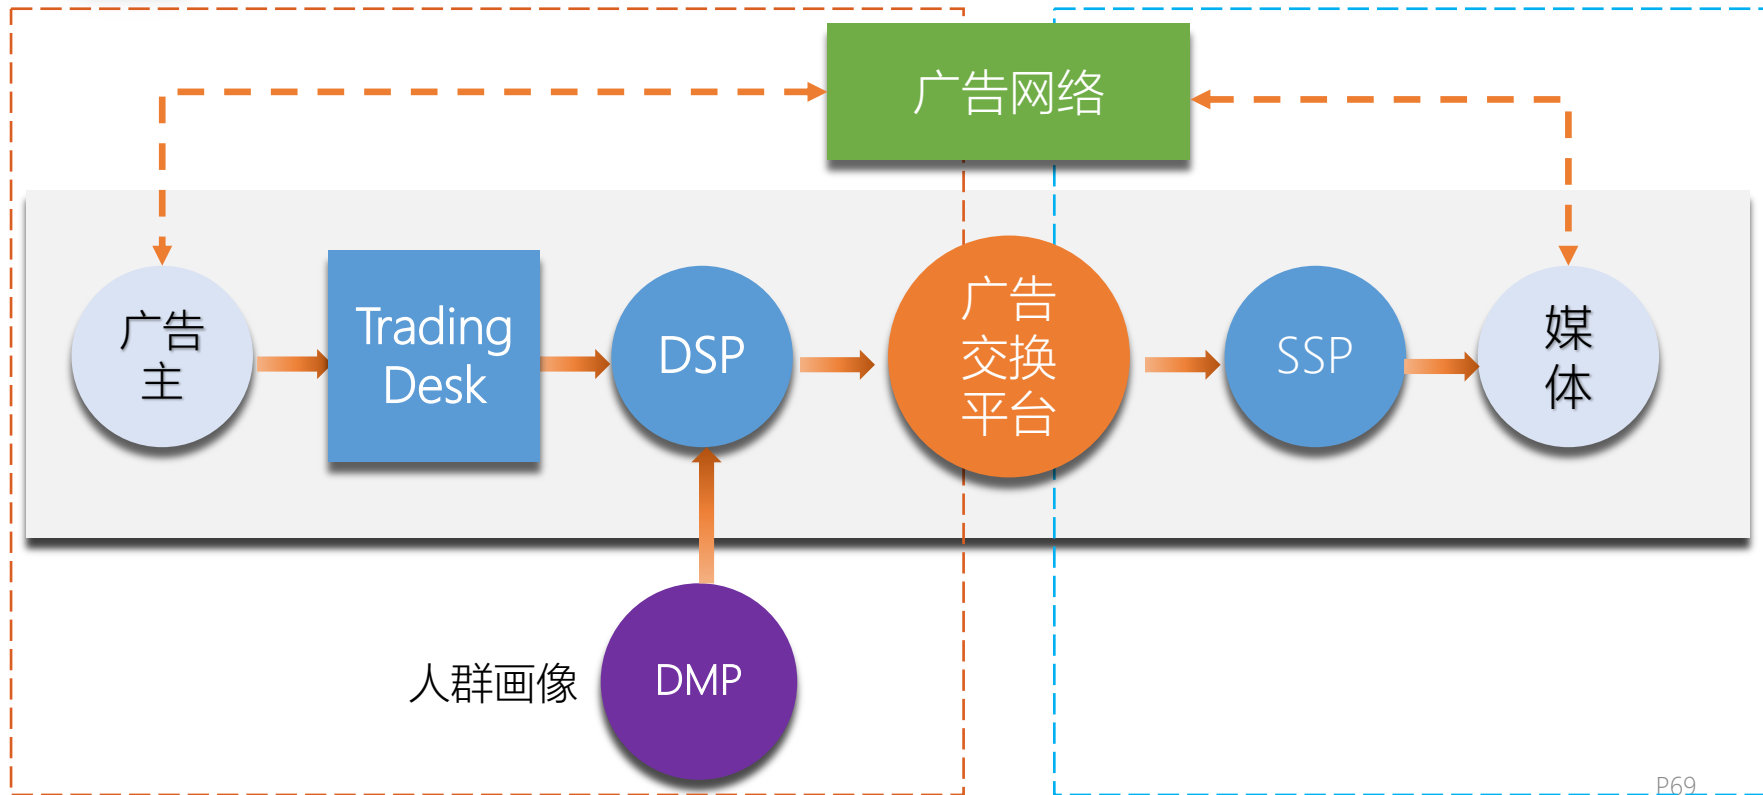 广告网络
广告
主
Trading
Desk
DSP
广告
交换
平台
SSP
媒
体
人群画像
DMP
P69